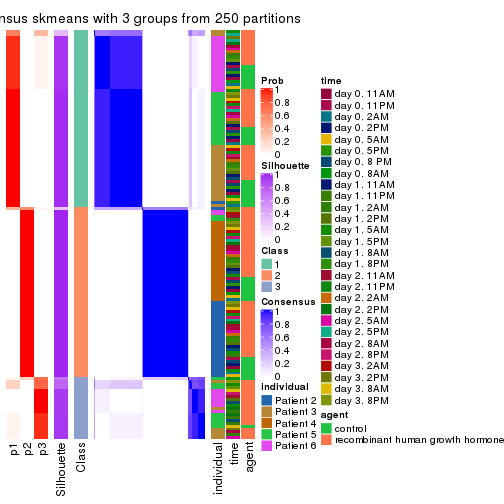 nsus skmeans with 3 groups from 250 partitions
Prob
1
0.8
0.6
0.4
0.2
0
Silhouette
1
0.8
0.6
0.4
0.2
0
Class
1
2
3
Consensus
1
0.8
0.6
0.4
0.2
0
individual
Patient 2
Patient 3
Patient 4
Patient 5
Patient 6
time
day 0. 11AM
day 0. 11PM
day 0. 2AM
day 0. 2PM
day 0. 5AM
day 0. 5PM
day 0. 8 PM
day 0. 8AM
day 1. 11AM
day 1. 11PM
day 1. 2AM
day 1. 2PM
day 1. 5AM
day 1. 5PM
day 1. 8AM
day 1. 8PM
day 2. 11AM
day 2. 11PM
day 2. 2AM
day 2. 2PM
day 2. 5AM
day 2. 5PM
day 2. 8AM
day 2. 8PM
day 3. 2AM
day 3. 2PM
day 3. 8AM
day 3. 8PM
agent
control
recombinant human growth hormone
p1
p2
p3
Silhouette
Class
individual
time
agent